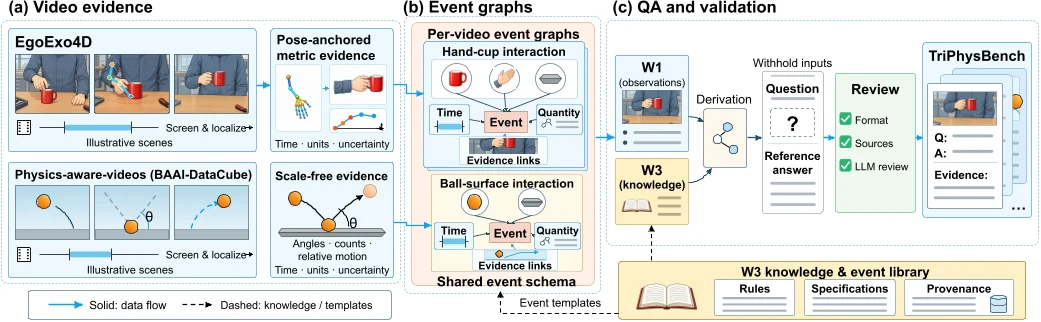 (a) Video evidence
EgoExo4D
Screen & localize
Illustrative scenes
Pose-anchored
metric evidence
Time · units · uncertainty
Physics-aware-videos (BAAI-DataCube)
θ
Screen & localize
Illustrative scenes
Scale-free evidence
θ
Angles · counts ·
relative motion
Time · units · uncertainty
Solid: data flow
Dashed: knowledge / templates
(b) Event graphs
Per-video event graphs
Hand-cup interaction
Time
Event
Quantity
Evidence links
Ball-surface interaction
Time
Event
Quantity
Evidence links
Shared event schema
Event templates
(c) QA and validation
W1
(observations)
W3
(knowledge)
Derivation
Withhold inputs
Question
?
Reference
answer
Review
Format
Sources
LLM review
TriPhysBench
Q:
A:
Evidence:
...
W3 knowledge & event library
Rules
Specifications
Provenance